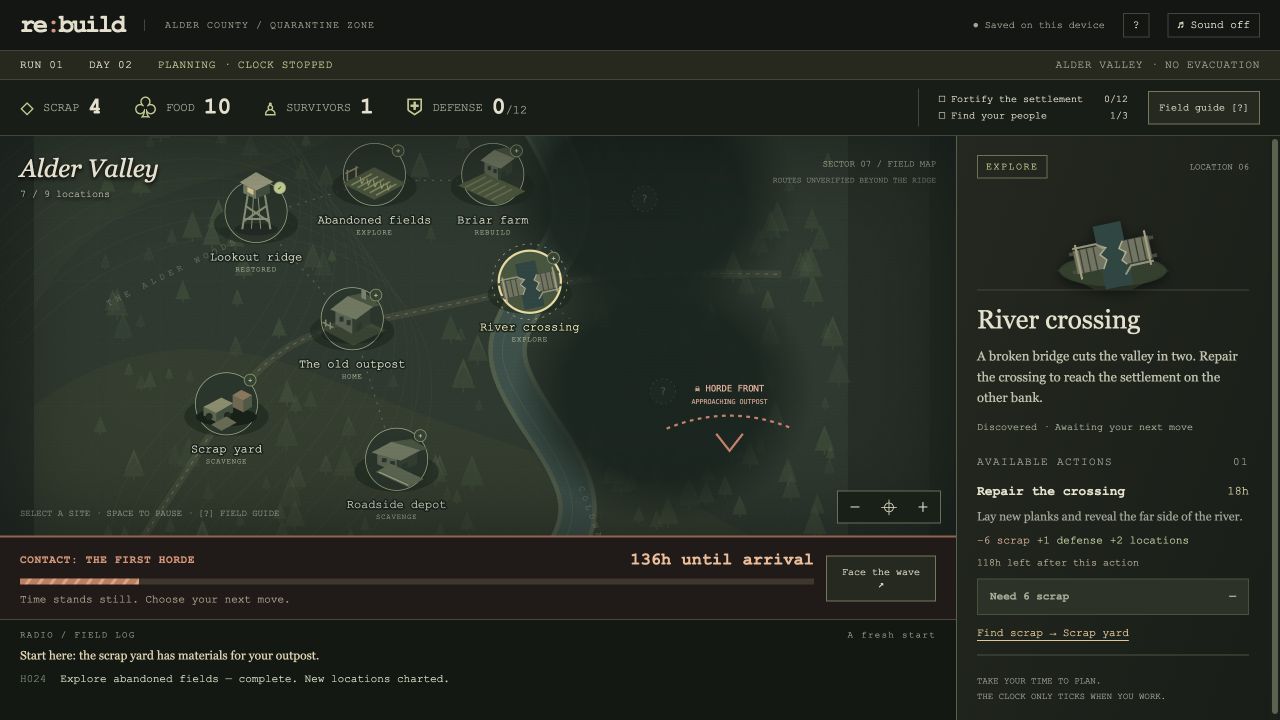 re:build
ALDER COUNTY / QUARANTINE ZONE
● Saved on this device
?
♬ Sound off
RUN 01 DAY 02 PLANNING · CLOCK STOPPED
ALDER VALLEY · NO EVACUATION
SCRAP 4
FOOD 10
SURVIVORS 1
DEFENSE 0/12
Fortify the settlement 0/12
Find your people 1/3
Field guide [?]
Alder Valley
7 / 9 locations
SECTOR 07 / FIELD MAP
ROUTES UNVERIFIED BEYOND THE RIDGE
THE ALDER WOODS
Lookout ridge
RESTORED
Abandoned fields
EXPLORE
Briar farm
REBUILD
?
River crossing
EXPLORE
The old outpost
HOME
Scrap yard
SCAVENGE
Roadside depot
SCAVENGE
?
HORDE FRONT
APPROACHING OUTPOST
SELECT A SITE · SPACE TO PAUSE · [?] FIELD GUIDE
− +
CONTACT: THE FIRST HORDE
136h until arrival
Time stands still. Choose your next move.
Face the wave
↗
RADIO / FIELD LOG
A fresh start
Start here: the scrap yard has materials for your outpost.
H024 Explore abandoned fields — complete. New locations charted.
EXPLORE
LOCATION 06
River crossing
A broken bridge cuts the valley in two. Repair
the crossing to reach the settlement on the
other bank.
Discovered · Awaiting your next move
AVAILABLE ACTIONS 01
Repair the crossing 18h
Lay new planks and reveal the far side of the river.
−6 scrap +1 defense +2 locations
118h left after this action
Need 6 scrap —
Find scrap → Scrap yard
TAKE YOUR TIME TO PLAN.
THE CLOCK ONLY TICKS WHEN YOU WORK.